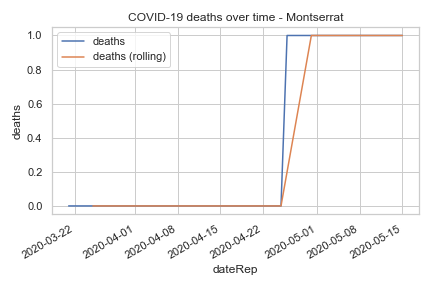 COVID-19 deaths over time - Montserrat
deaths
deaths (rolling)
1.0
0.8
0.6
0.4
0.2
0.0
deaths
2020-03-22
2020-04-01
2020-04-08
2020-04-15
2020-04-22
2020-05-01
2020-05-08
2020-05-15
dateRep